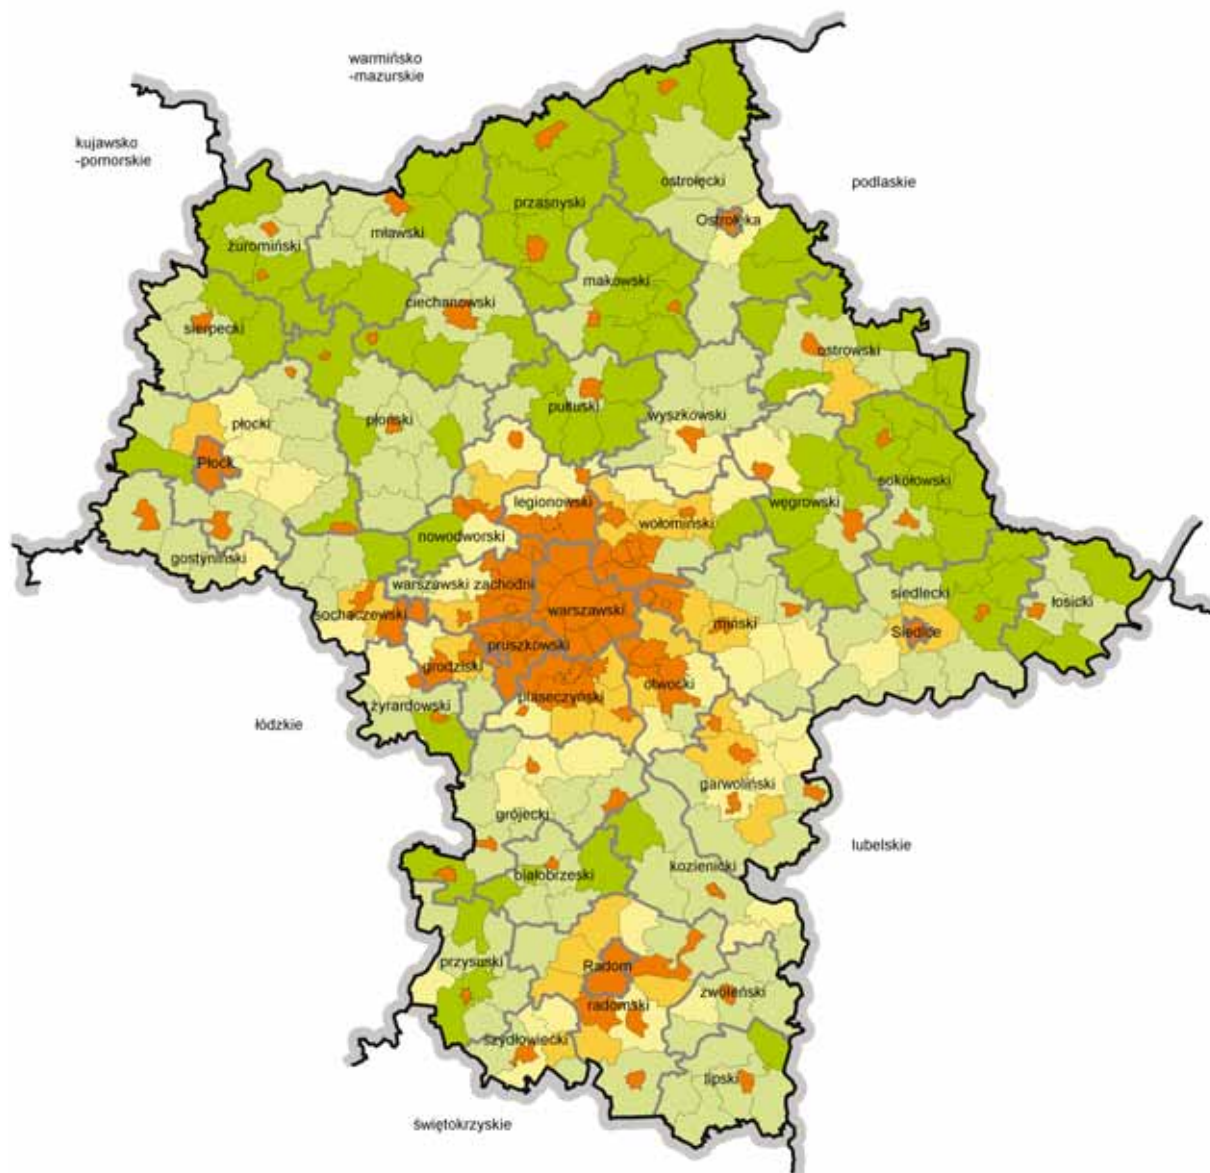 warmińsko
-mazurskie
kujawsko
-pomorskie
podlaskie
ostrołęcki
przasnyski
Ostrołęka
mławski
żuromiński
makowski
ciechanowski
sierpecki
ostrowski
pułtuski
wyszkowski
płocki
płoński
Płock
sokołowski
legionowski
węgrowski
wołomiński
nowodworski
gostyniński
warszawski zachodni
siedlecki
łosicki
sochaczewski
warszawski
miński
Siedlce
pruszkowski
grodziski
otwocki
piaseczyński
żyrardowski
łódzkie
garwoliński
grójecki
lubelskie
kozienicki
białobrzeski
przysuski
Radom
zwoleński
radomski
szydłowiecki
lipski
świętokrzyskie